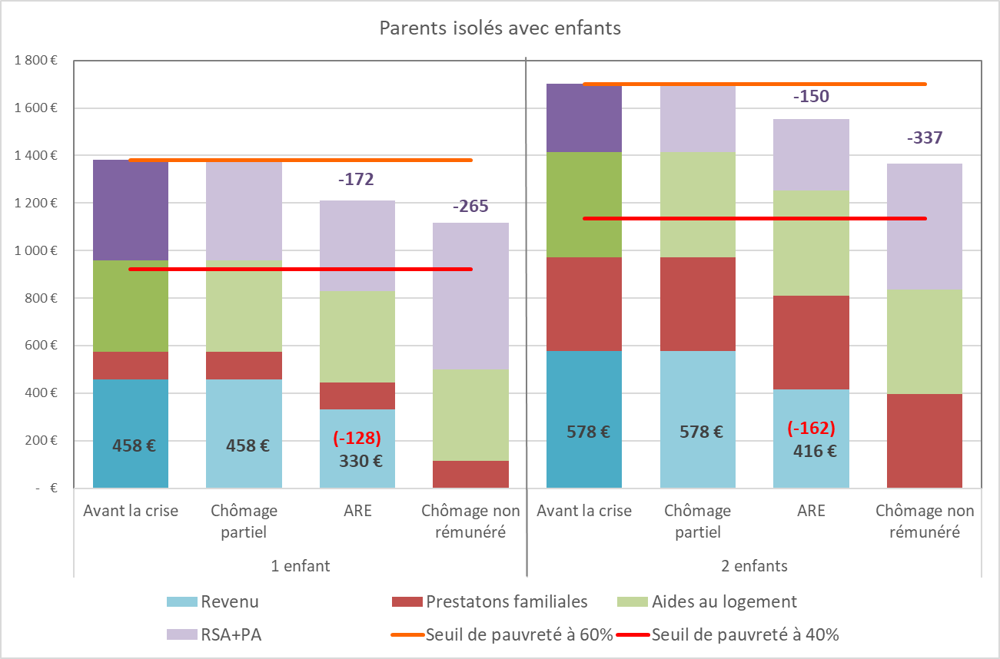 Parents isolés avec enfants
1 800 €
1 600 €
1 400 €
1 200 €
1 000 €
800 €
600 €
400 €
200 €
- €
-172
-265
-150
-337
458 €
458 €
(-128)
330 €
578 €
578 €
(-162)
416 €
Avant la crise
Chômage
partiel
ARE
Chômage non
rémunéré
Avant la crise
Chômage
partiel
ARE
Chômage non
rémunéré
1 enfant
2 enfants
Revenu
Prestatons familiales
Aides au logement
RSA+PA
Seuil de pauvreté à 60%
Seuil de pauvreté à 40%